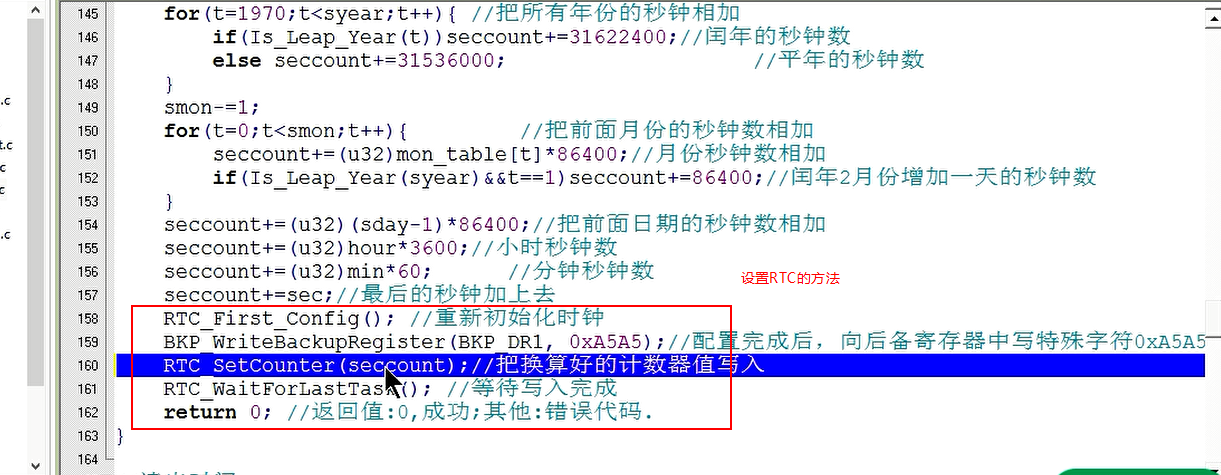 145 for(t=1970;t<syear;t++){ //把所有年份的秒钟相加
146 if(Is_Leap_Year(t))seccount+=31622400;//闰年的秒钟数
147 else seccount+=31536000; //平年的秒钟数
.c
148 }
149 smon-=1;
t.c
150 for(t=0;t<smon;t++){ //把前面月份的秒钟数相加
151 seccount+=(u32)mon_table[t]*86400;//月份秒钟数相加
c
152 if(Is_Leap_Year(syear)&&t==1)seccount+=86400;//闰年2月份增加一天的秒钟数
c
153 }
154 seccount+=(u32)(sday-1)*86400;//把前面日期的秒钟数相加
.c
155 seccount+=(u32)hour*3600;//小时秒钟数
156 seccount+=(u32)min*60; //分钟秒钟数
设置RTC的方法
157 seccount+=sec;//最后的秒钟加上去
158 RTC_First_Config(); //重新初始化时钟
159 BKP_WriteBackupRegister(BKP_DR1, 0xA5A5);//配置完成后，向后备寄存器中写特殊字符0xA5A5
160 RTC_SetCounter(seccount);//把换算好的计数器值写入
161 RTC_WaitForLastTask(); //等待写入完成
162 return 0; //返回值:0,成功;其他:错误代码.
163 }
164